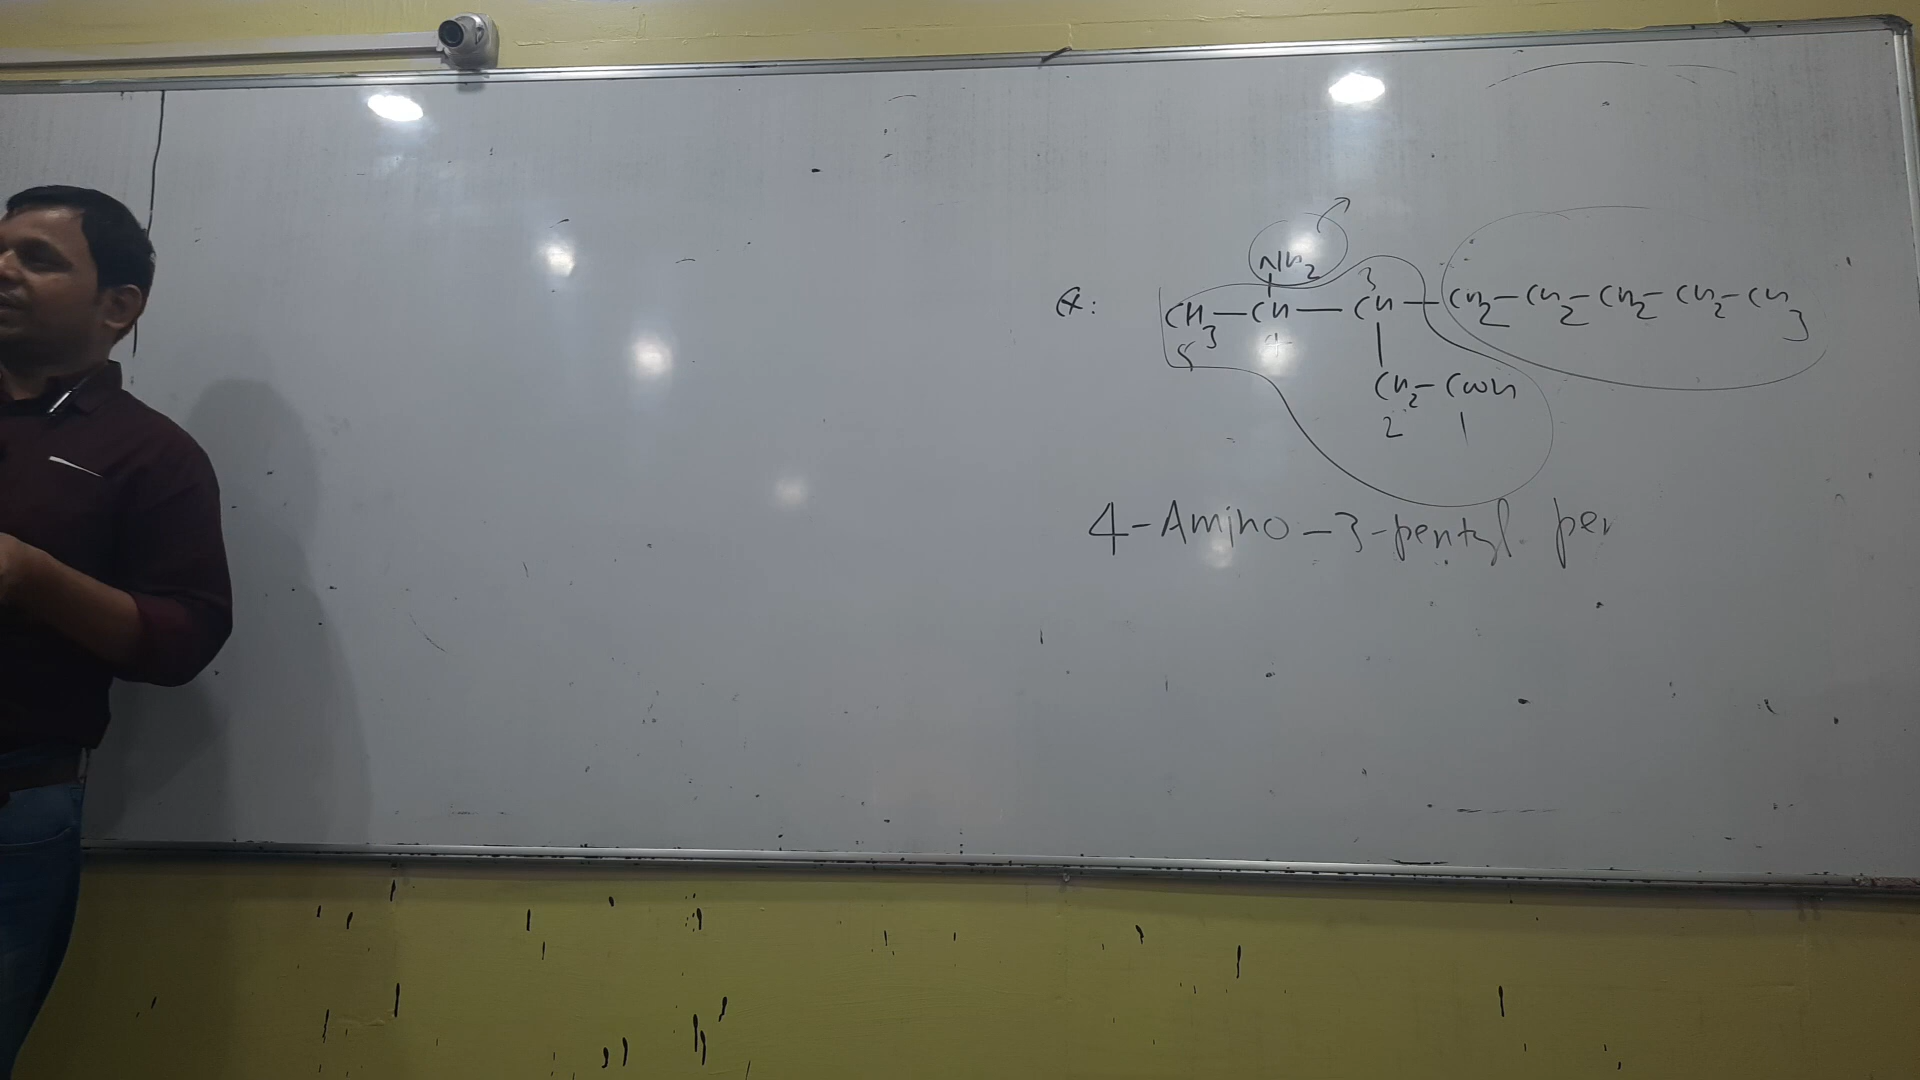 NH2
Ex: CH3—CH—CH—CH2—CH2—CH2—CH2—CH3
5 4 3
CH2—COOH
2 1
4-Amino-3-pentyl pen